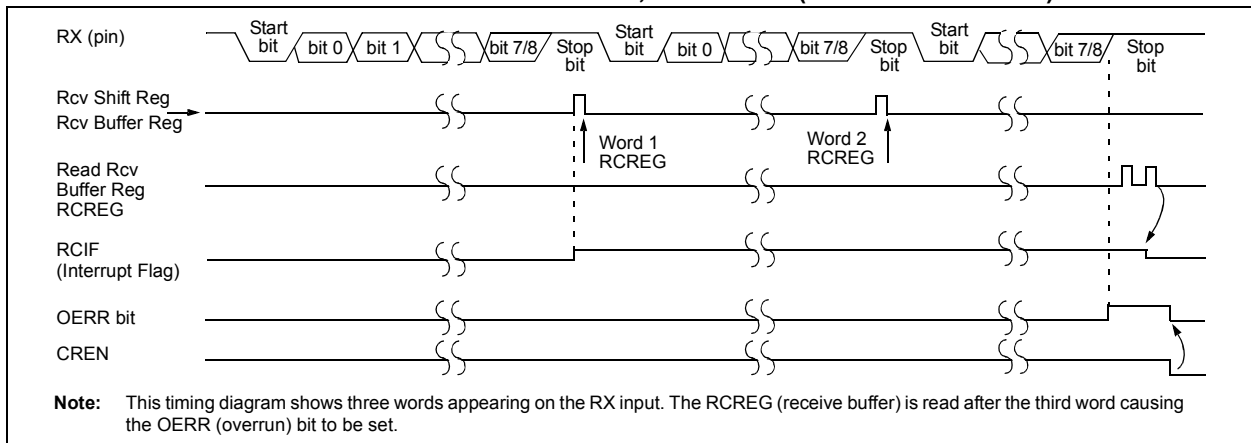 RX (pin)
Start
bit
bit 0
bit 1
bit 7/8
Stop
bit
Start
bit
bit 0
bit 7/8
Stop
bit
Start
bit
bit 7/8
Stop
bit
Rcv Shift Reg
Rcv Buffer Reg
Word 1
RCREG
Word 2
RCREG
Read Rcv
Buffer Reg
RCREG
RCIF
(Interrupt Flag)
OERR bit
CREN
Note: This timing diagram shows three words appearing on the RX input. The RCREG (receive buffer) is read after the third word causing
the OERR (overrun) bit to be set.